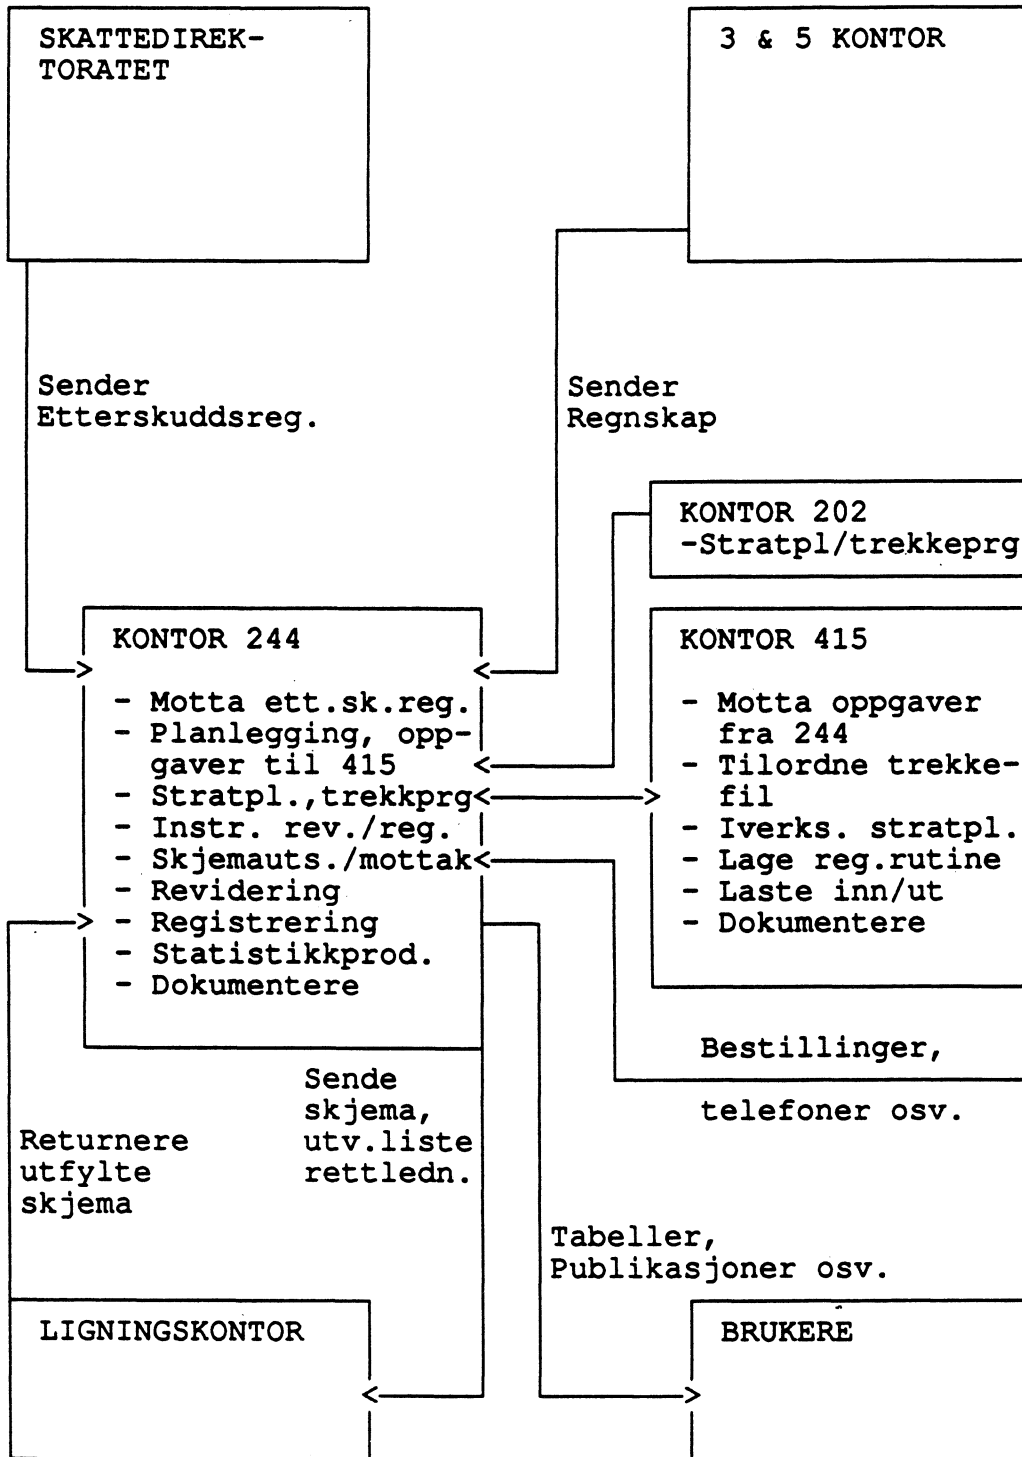 SKATTEDIREK-
TORATET
3 & 5 KONTOR
Sender
Etterskuddsreg.
Sender
Regnskap
KONTOR 202
-Stratpl/trekkeprg
KONTOR 244
- Motta ett.sk.reg.
- Planlegging, opp-
gaver til 415
- Stratpl.,trekkprg
- Instr. rev./reg.
- Skjemauts./mottak
- Revidering
- Registrering
- Statistikkprod.
- Dokumentere
KONTOR 415
- Motta oppgaver
fra 244
- Tilordne trekke-
fil
- Iverks. stratpl.
- Lage reg.rutine
- Laste inn/ut
- Dokumentere
Bestillinger,
telefoner osv.
Sende
skjema,
utv.liste
rettledn.
Returnere
utfylte
skjema
Tabeller,
Publikasjoner osv.
LIGNINGSKONTOR
BRUKERE